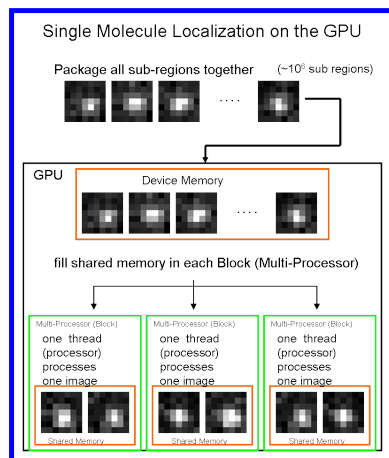 Single Molecule Localization on the GPU
Package all sub-regions together (~10⁶ sub regions)
. . . .
GPU
Device Memory
. . . .
fill shared memory in each Block (Multi-Processor)
Multi-Processor (Block) Multi-Processor (Block) Multi-Processor (Block)
one thread one thread one thread
(processor) (processor) (processor)
processes processes processes
one image one image one image
Shared Memory Shared Memory Shared Memory